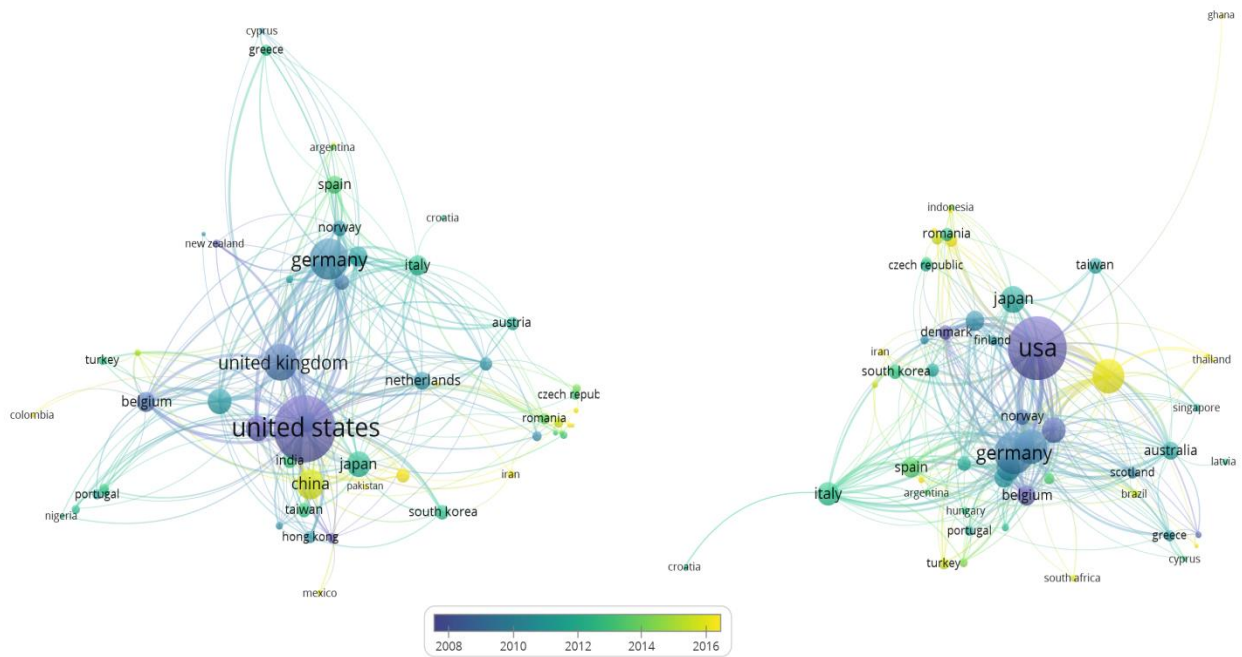 cyprus
greece
argentina
spain
croatia
norway
new zealand
germany
italy
austria
turkey
united kingdom
netherlands
belgium
czech repub
colombia
romania
united states
india
japan
iran
china
pakistan
portugal
taiwan
south korea
nigeria
hong kong
mexico
ghana
indonesia
romania
czech republic
taiwan
japan
denmark
finland
usa
iran
thailand
south korea
singapore
norway
germany
australia
spain
latvia
scotland
italy
argentina
belgium
brazil
hungary
portugal
greece
cyprus
turkey
croatia
south africa
2008 2010 2012 2014 2016